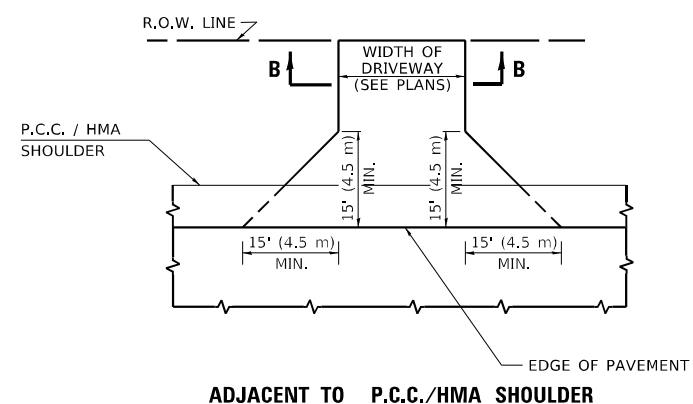 R.O.W. LINE
WIDTH OF
DRIVEWAY
(SEE PLANS)
B
B
P.C.C. / HMA
SHOULDER
15' (4.5 m)
MIN.
15' (4.5 m)
MIN.
15' (4.5 m)
MIN.
15' (4.5 m)
MIN.
EDGE OF PAVEMENT
ADJACENT TO P.C.C./HMA SHOULDER